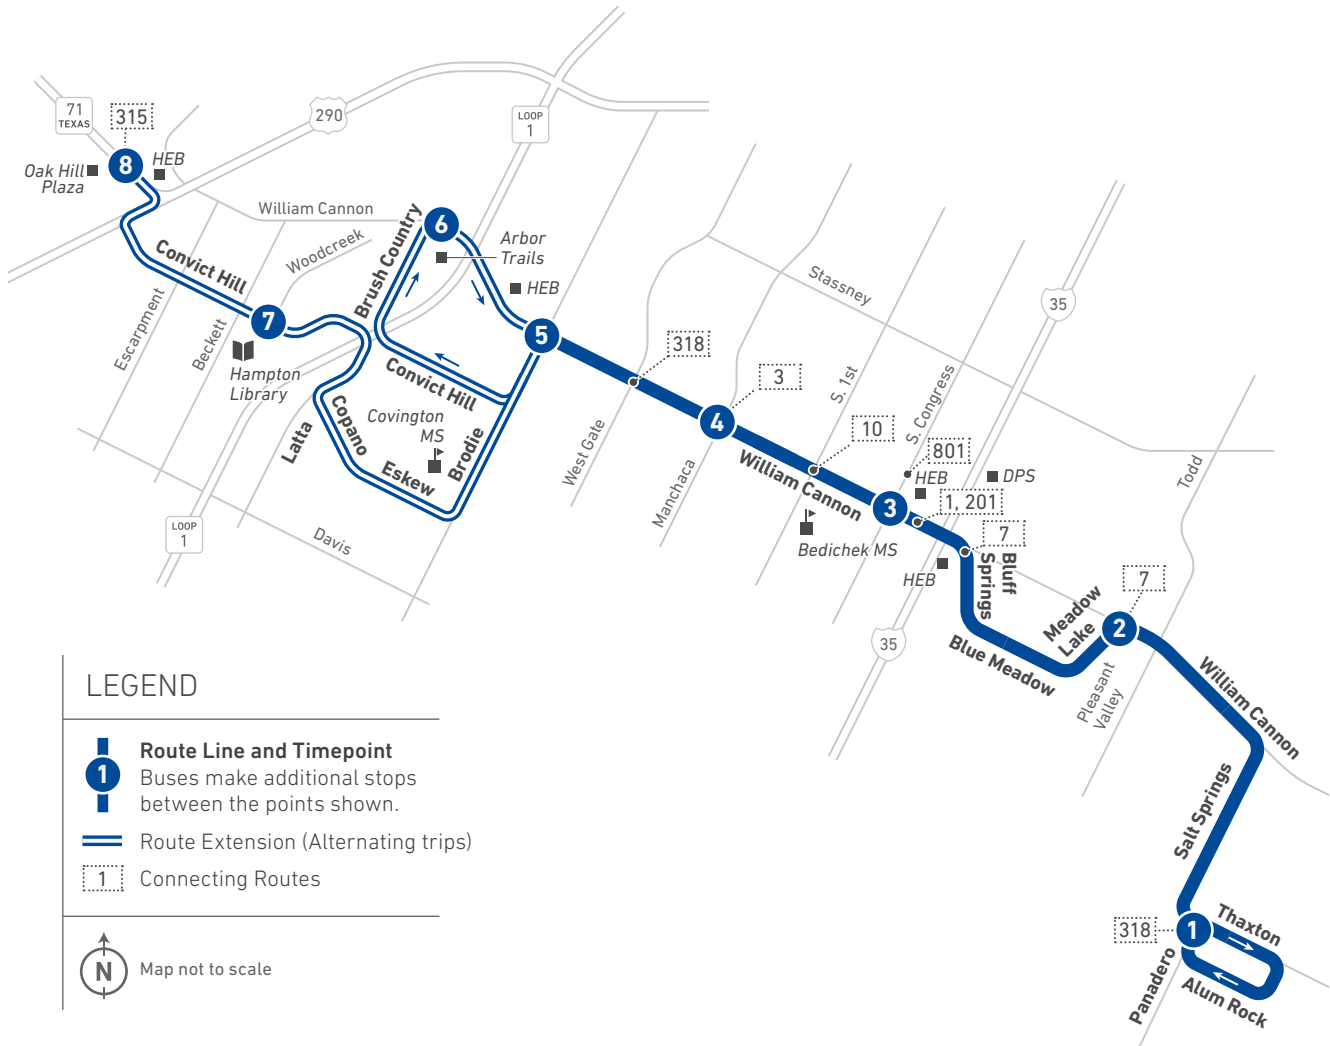 71
TEXAS
315
290
LOOP
1
HEB
8
Oak Hill
Plaza
William Cannon
Brush Country
6
Woodcreek
Arbor
Trails
Convict Hill
Stassney
HEB
Escarpment
Beckett
7
5
35
318
Hampton
Library
Convict Hill
3
S. 1st
S. Congress
Covington
MS
Copano
Latta
4
10
West Gate
801
Brodie
Eskew
William Cannon
HEB
DPS
Todd
Manchaca
3
1, 201
LOOP
1
Davis
Bedichek MS
7
Bluff
Springs
HEB
7
Meadow
Lake
2
35
Blue Meadow
Pleasant
Valley
William Cannon
LEGEND
Route Line and Timepoint
1
Buses make additional stops
between the points shown.
Salt Springs
Route Extension (Alternating trips)
1
Connecting Routes
318
1
Thaxton
N
Map not to scale
Panadero
Alum Rock